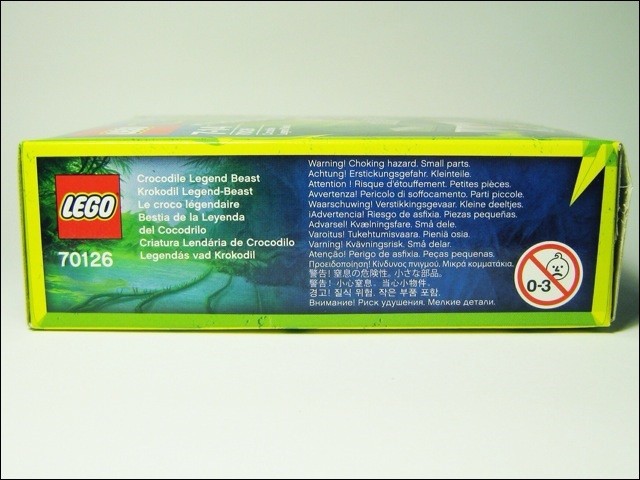 LEGO
70126
Crocodile Legend Beast
Krokodil Legend-Beast
Le croco légendaire
Bestia de la Leyenda
del Cocodrilo
Criatura Lendária de Crocodilo
Legendás vad Krokodil
Warning! Choking hazard. Small parts.
Achtung! Erstickungsgefahr. Kleinteile.
Attention ! Risque d'étouffement. Petites pièces.
Avvertenza! Pericolo di soffocamento. Parti piccole.
Waarschuwing! Verstikkingsgevaar. Kleine deeltjes.
¡Advertencia! Riesgo de asfixia. Piezas pequeñas.
Advarsel! Kvælningsfare. Små dele.
Varoitus! Tukehtumisvaara. Pieniä osia.
Varning! Kvävningsrisk. Små delar.
Atenção! Perigo de asfixia. Peças pequenas.
Προειδοποίηση! Κίνδυνος πνιγμού. Μικρά κομματάκια.
警告！窒息の危険性。小さな部品。
警告！小心窒息。当心小物件。
경고! 질식 위험. 작은 부품 포함.
Внимание! Риск удушения. Мелкие детали.
0-3